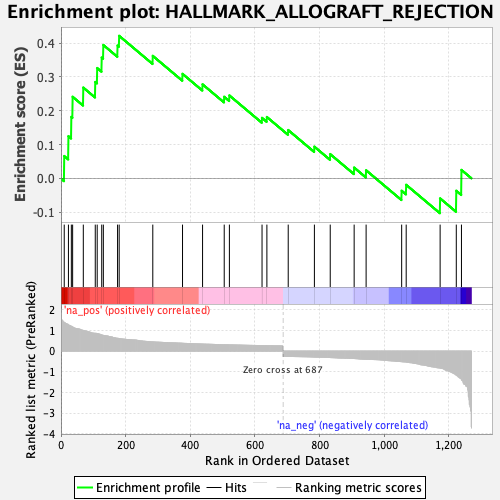 Enrichment plot: HALLMARK_ALLOGRAFT_REJECTION
Enrichment score (ES)
0.4
0.3
0.2
0.1
0.0
-0.1
'na_pos' (positively correlated)
Ranked list metric (PreRanked)
2
1
0
-1
-2
-3
-4
Zero cross at 687
'na_neg' (negatively correlated)
0
200
400
600
800
1,000
1,200
Rank in Ordered Dataset
Enrichment profile
Hits
Ranking metric scores